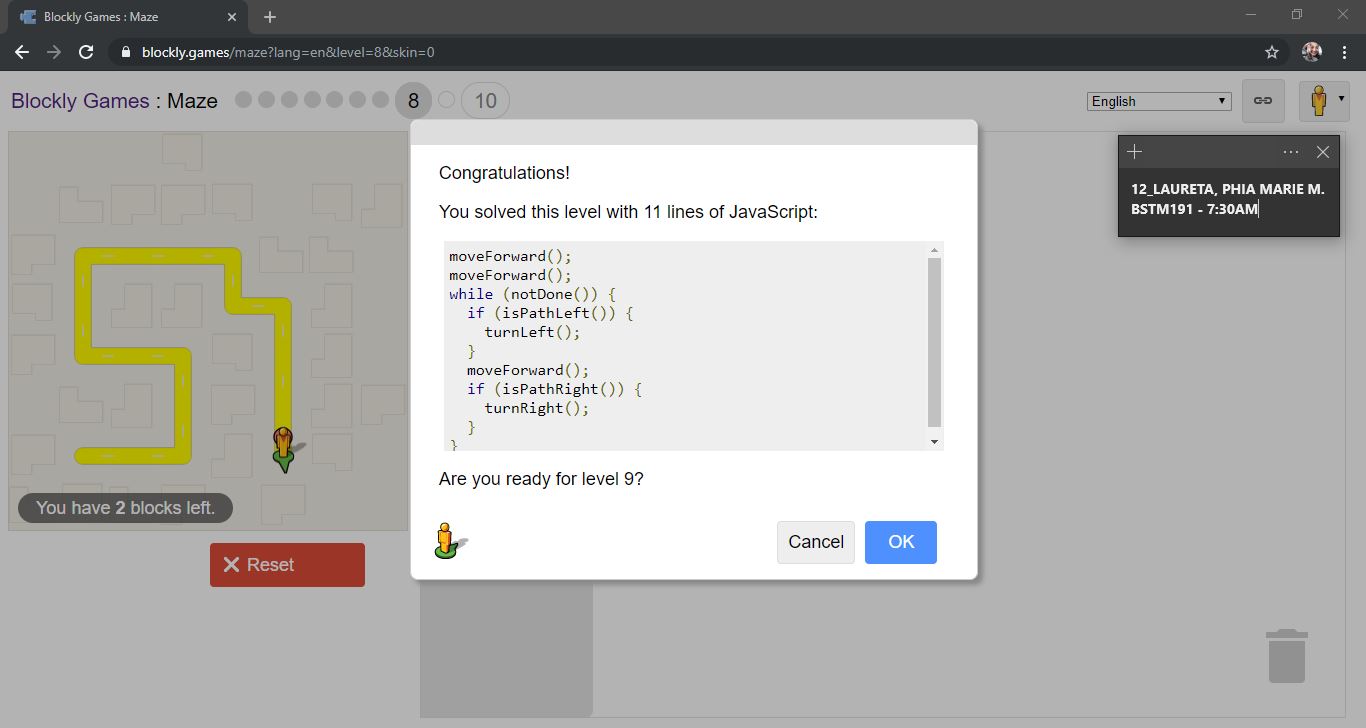 Blockly Games : Maze
blockly.games/maze?lang=en&level=8&skin=0
Blockly Games : Maze 8 10
English
12_LAURETA, PHIA MARIE M.
BSTM191 - 7:30AM
Congratulations!
You solved this level with 11 lines of JavaScript:
moveForward();
moveForward();
while (notDone()) {
if (isPathLeft()) {
turnLeft();
}
moveForward();
if (isPathRight()) {
turnRight();
}
}
Are you ready for level 9?
You have 2 blocks left.
Cancel
OK
Reset